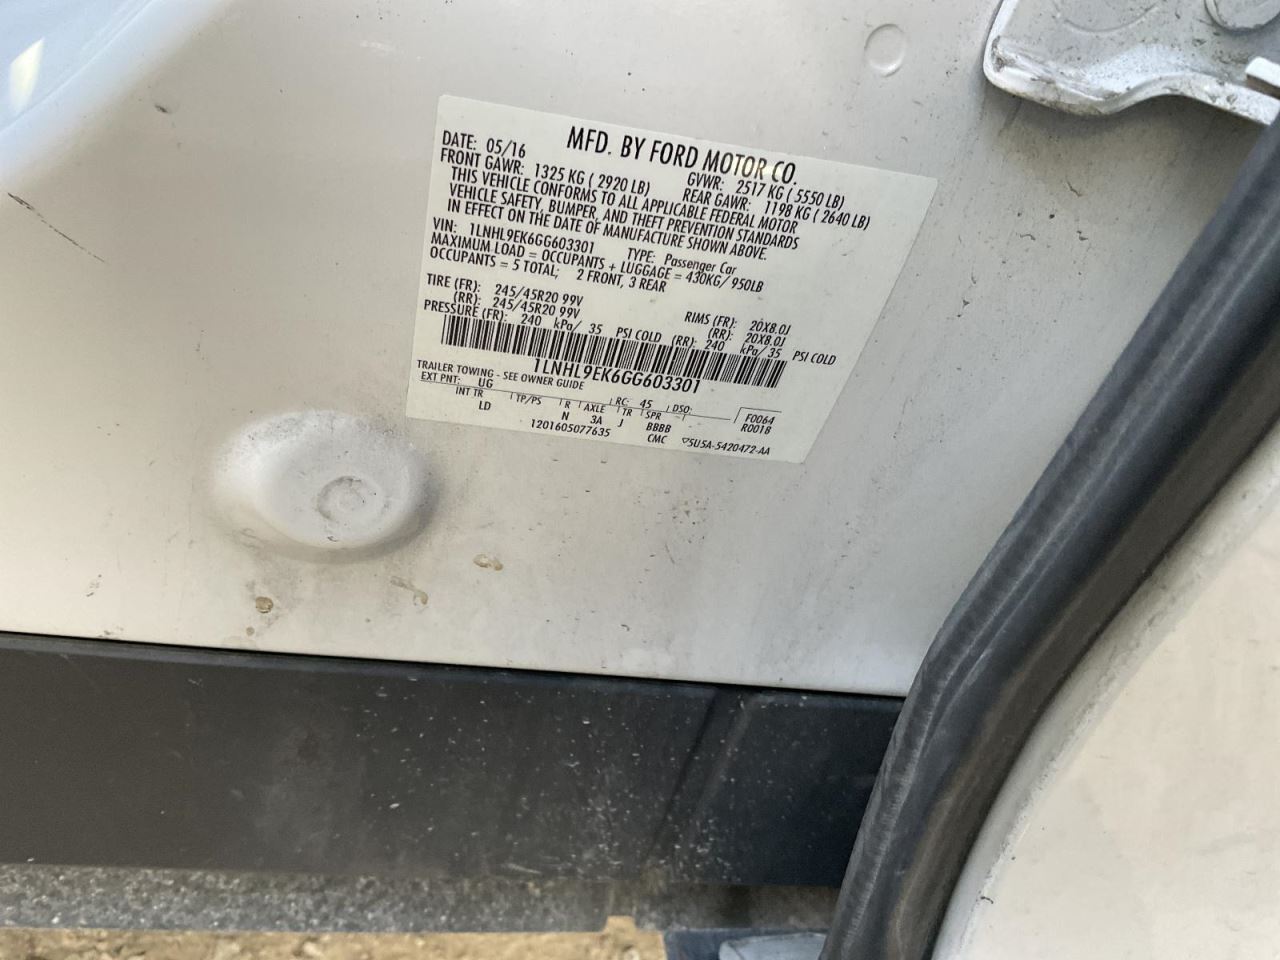 MFD. BY FORD MOTOR CO.
DATE: 05/16 GVWR: 2517 KG ( 5550 LB)
FRONT GAWR: 1325 KG ( 2920 LB) REAR GAWR: 1198 KG ( 2640 LB)
THIS VEHICLE CONFORMS TO ALL APPLICABLE FEDERAL MOTOR
VEHICLE SAFETY, BUMPER, AND THEFT PREVENTION STANDARDS
IN EFFECT ON THE DATE OF MANUFACTURE SHOWN ABOVE.
VIN: 1LNHL9EK6GG603301 TYPE: Passenger Car
MAXIMUM LOAD = OCCUPANTS + LUGGAGE = 430KG/ 950LB
OCCUPANTS = 5 TOTAL; 2 FRONT, 3 REAR
TIRE (FR): 245/45R20 99V RIMS (FR): 20X8.0J
(RR): 245/45R20 99V (RR): 20X8.0J
PRESSURE (FR): 240 kPa/ 35 PSI COLD (RR): 240 kPa/ 35 PSI COLD
1LNHL9EK6GG603301
TRAILER TOWING - SEE OWNER GUIDE
EXT PNT: UG RC: 45 DSO: F0064
INT TR TP/PS R AXLE TR SPR R0018
LD N 3A J BBBB
1201605077635 CMC 5U5A-5420472-AA